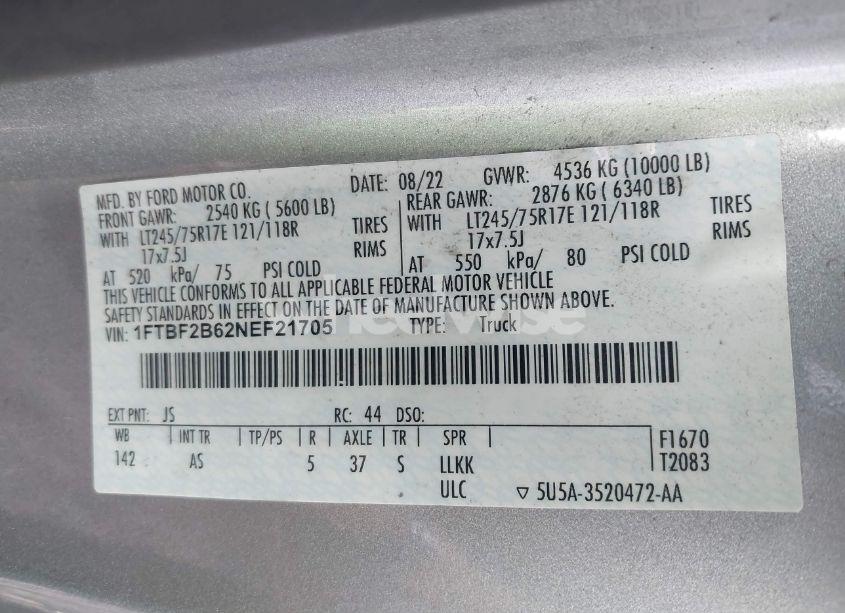 MFD. BY FORD MOTOR CO. DATE: 08/22 GVWR: 4536 KG (10000 LB)
FRONT GAWR: 2540 KG ( 5600 LB) REAR GAWR: 2876 KG ( 6340 LB)
WITH LT245/75R17E 121/118R TIRES WITH LT245/75R17E 121/118R TIRES
17x7.5J RIMS 17x7.5J RIMS
AT 520 kPa/ 75 PSI COLD AT 550 kPa/ 80 PSI COLD
THIS VEHICLE CONFORMS TO ALL APPLICABLE FEDERAL MOTOR VEHICLE
SAFETY STANDARDS IN EFFECT ON THE DATE OF MANUFACTURE SHOWN ABOVE.
VIN: 1FTBF2B62NEF21705 TYPE: Truck
EXT PNT: JS RC: 44 DSO:
WB INT TR TP/PS R AXLE TR SPR F1670
142 AS 5 37 S LLKK T2083
ULC ▽ 5U5A-3520472-AA